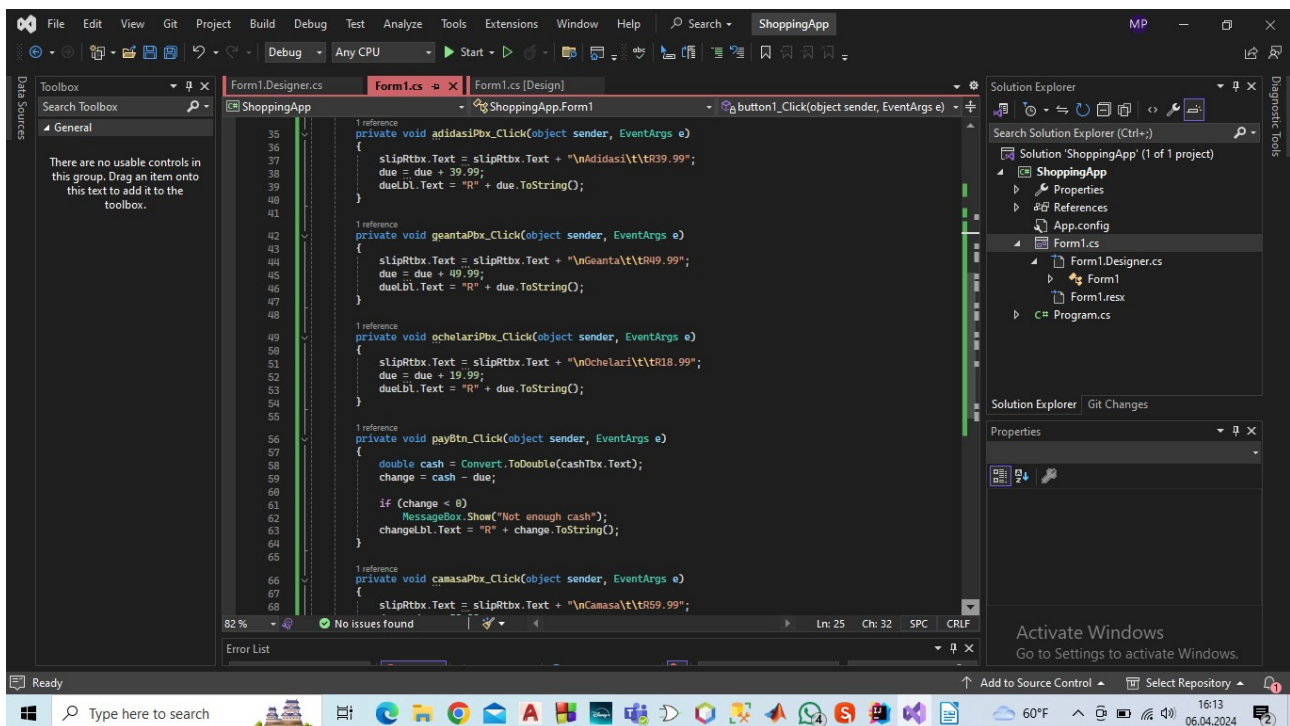 File Edit View Git Project Build Debug Test Analyze Tools Extensions Window Help Search ShoppingApp MP
Debug Any CPU Start
Data Sources
Toolbox
Search Toolbox
General
There are no usable controls in
this group. Drag an item onto
this text to add it to the
toolbox.
Form1.Designer.cs Form1.cs Form1.cs [Design]
ShoppingApp ShoppingApp.Form1 button1_Click(object sender, EventArgs e)
1 reference
35 private void adidasiPbx_Click(object sender, EventArgs e)
36 {
37 slipRtbx.Text = slipRtbx.Text + "\nAdidasi\t\tR39.99";
38 due = due + 39.99;
39 dueLbl.Text = "R" + due.ToString();
40 }
41
1 reference
42 private void geantaPbx_Click(object sender, EventArgs e)
43 {
44 slipRtbx.Text = slipRtbx.Text + "\nGeanta\t\tR49.99";
45 due = due + 49.99;
46 dueLbl.Text = "R" + due.ToString();
47 }
48
1 reference
49 private void ochelariPbx_Click(object sender, EventArgs e)
50 {
51 slipRtbx.Text = slipRtbx.Text + "\nOchelari\t\tR18.99";
52 due = due + 19.99;
53 dueLbl.Text = "R" + due.ToString();
54 }
55
1 reference
56 private void payBtn_Click(object sender, EventArgs e)
57 {
58 double cash = Convert.ToDouble(cashTbx.Text);
59 change = cash - due;
60
61 if (change < 0)
62 MessageBox.Show("Not enough cash");
63 changeLbl.Text = "R" + change.ToString();
64 }
65
1 reference
66 private void camasaPbx_Click(object sender, EventArgs e)
67 {
68 slipRtbx.Text = slipRtbx.Text + "\nCamasa\t\tR59.99";
82 % No issues found Ln: 25 Ch: 32 SPC CRLF
Error List
Solution Explorer
Search Solution Explorer (Ctrl+;)
Solution 'ShoppingApp' (1 of 1 project)
C# ShoppingApp
Properties
References
App.config
Form1.cs
Form1.Designer.cs
Form1
Form1.resx
C# Program.cs
Solution Explorer Git Changes
Properties
Diagnostic Tools
Activate Windows
Go to Settings to activate Windows.
Ready Add to Source Control Select Repository
Type here to search 60°F 16:13
06.04.2024